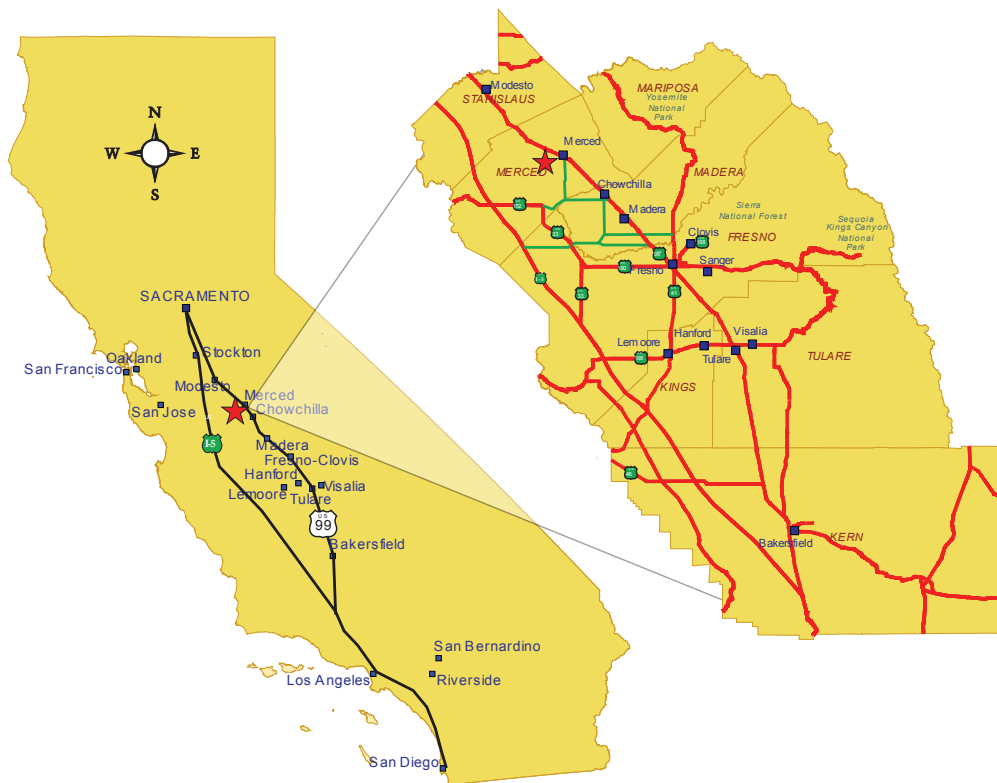 N
W
E
S
SACRAMENTO
Stockton
Oakland
San Francisco
Modesto
Merced
Chowchilla
San Jose
I-5
Madera
Fresno-Clovis
Hanford
Lemoore
Visalia
Tulare
US
99
Bakersfield
San Bernardino
Los Angeles
Riverside
San Diego
Modesto
STANISLAUS
MARIPOSA
Yosemite
National
Park
Merced
MERCED
MADERA
Chowchilla
Madera
Sierra
National Forest
Sequoia
Kings Canyon
National
Park
FRESNO
Clovis
Fresno
Sanger
Hanford
Visalia
Lemoore
Tulare
TULARE
KINGS
Bakersfield
KERN